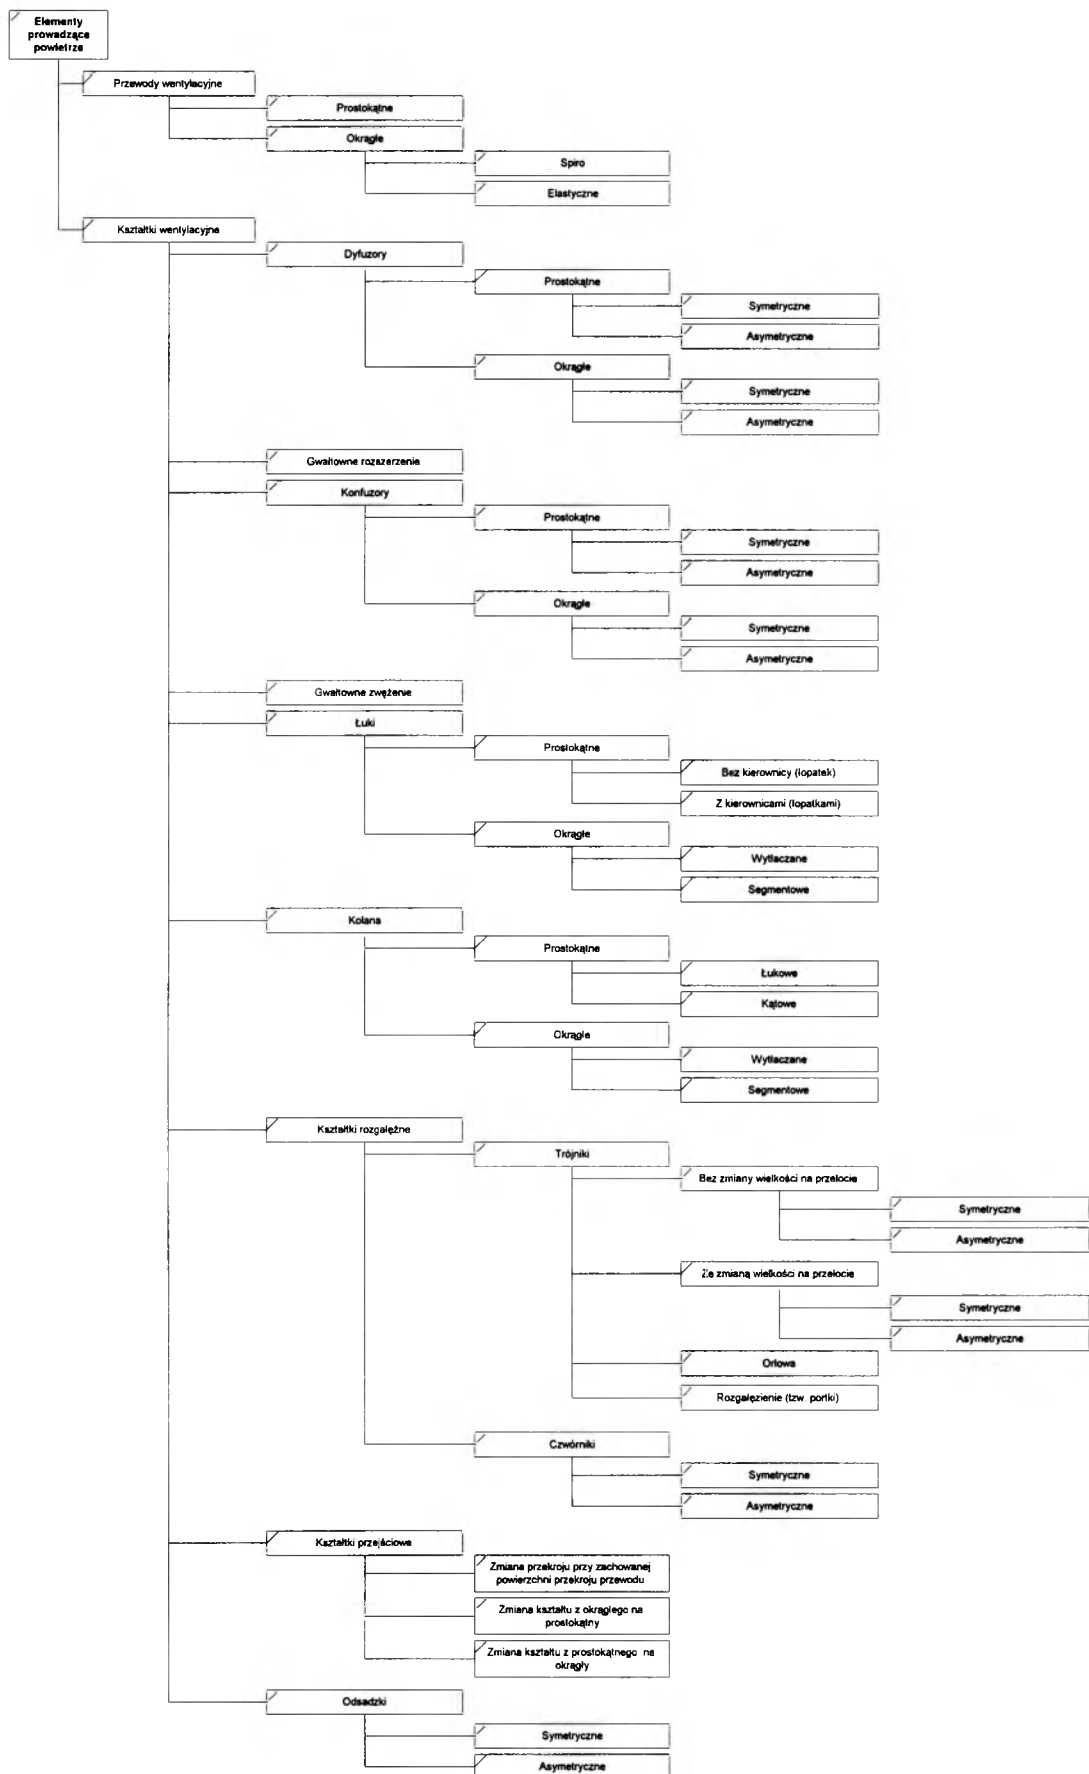 Elementy
prowadzące
powietrze
Przewody wentylacyjne
Prostokątne
Okrągłe
Spiro
Elastyczne
Kształtki wentylacyjne
Dyfuzory
Prostokątne
Symetryczne
Asymetryczne
Okrągłe
Symetryczne
Asymetryczne
Gwałtowne rozszerzenie
Konfuzory
Prostokątne
Symetryczne
Asymetryczne
Okrągłe
Symetryczne
Asymetryczne
Gwałtowne zwężenie
Łuki
Prostokątne
Bez kierownicy (łopatek)
Z kierownicami (łopatkami)
Okrągłe
Wytłaczane
Segmentowe
Kolana
Prostokątne
Łukowe
Kątowe
Okrągłe
Wytłaczane
Segmentowe
Kształtki rozgałęźne
Trójniki
Bez zmiany wielkości na przelocie
Symetryczne
Asymetryczne
Ze zmianą wielkości na przelocie
Symetryczne
Asymetryczne
Orłowa
Rozgałęzienie (tzw. portki)
Czwórniki
Symetryczne
Asymetryczne
Kształtki przejściowe
Zmiana przekroju przy zachowanej
powierzchni przekroju przewodu
Zmiana kształtu z okrągłego na
prostokątny
Zmiana kształtu z prostokątnego na
okrągły
Odsadzki
Symetryczne
Asymetryczne